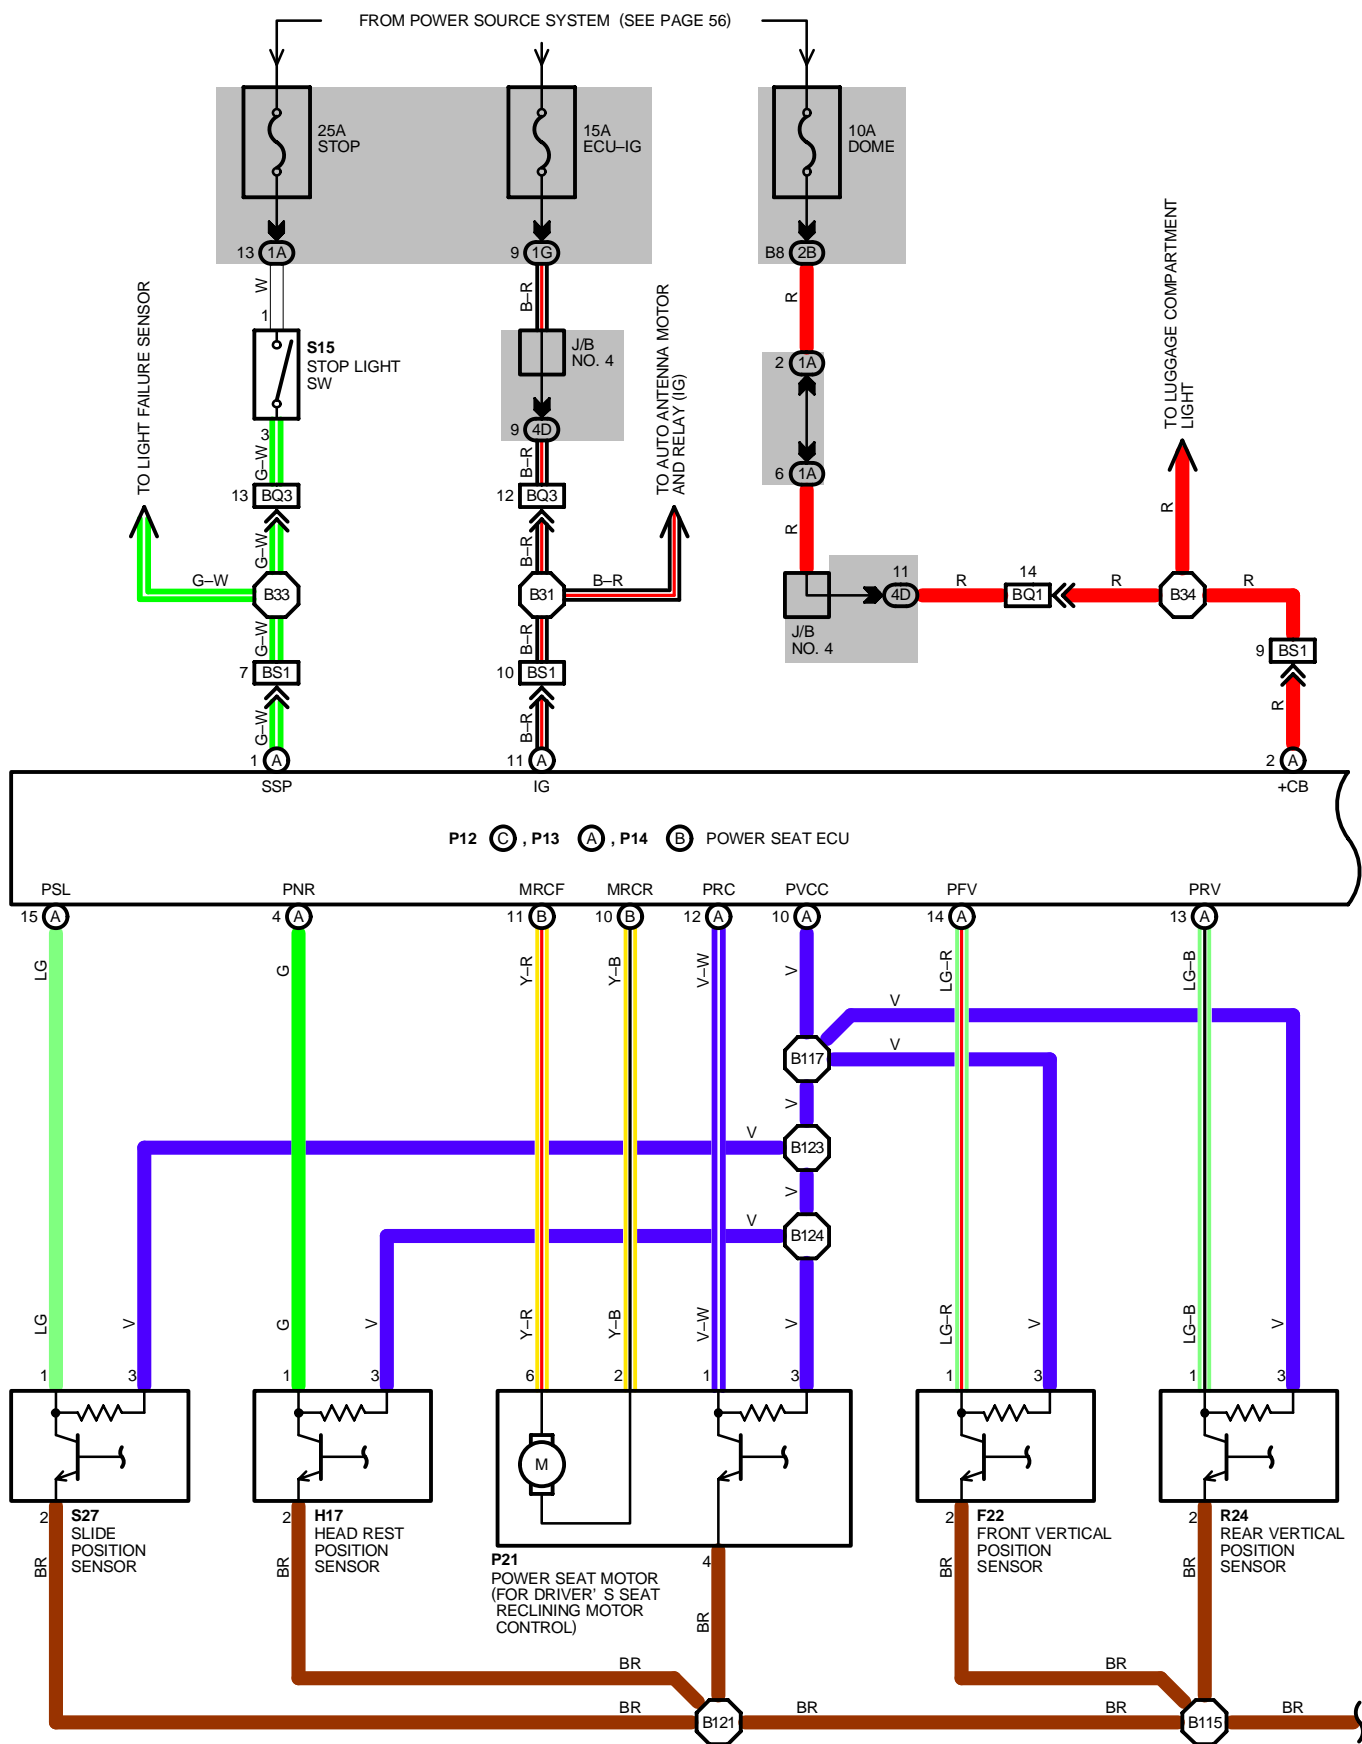 FROM POWER SOURCE SYSTEM (SEE PAGE 56)
25A
STOP
15A
ECU–IG
10A
DOME
13 1A
9 1G
B8 2B
W
B–R
R
1
S15
STOP LIGHT
SW
J/B
NO. 4
2 1A
TO LIGHT FAILURE SENSOR
TO AUTO ANTENNA MOTOR
AND RELAY (IG)
TO LUGGAGE COMPARTMENT
LIGHT
3
9 4D
6 1A
G–W
B–R
R
R
13 BQ3
12 BQ3
G–W
B–R
G–W
B33
B31
B–R
J/B
NO. 4
11
4D
R
14
BQ1
R
B34
R
G–W
B–R
7 BS1
10 BS1
9 BS1
G–W
B–R
R
1 A
11 A
2 A
SSP
IG
+CB
P12 C , P13 A , P14 B POWER SEAT ECU
PSL
PNR
MRCF
MRCR
PRC
PVCC
PFV
PRV
15 A
4 A
11 B
10 B
12 A
10 A
14 A
13 A
LG
G
Y–R
Y–B
V–W
V
LG–R
LG–B
V
B117
V
V
V
B123
V
V
B124
LG
V
G
V
Y–R
Y–B
V–W
V
LG–R
V
LG–B
V
1
3
1
3
6
2
1
3
1
3
1
3
M
2
S27
SLIDE
POSITION
SENSOR
2
H17
HEAD REST
POSITION
SENSOR
P21
POWER SEAT MOTOR
(FOR DRIVER' S SEAT
RECLINING MOTOR
CONTROL)
4
2
F22
FRONT VERTICAL
POSITION
SENSOR
2
R24
REAR VERTICAL
POSITION
SENSOR
BR
BR
BR
BR
BR
BR
BR
BR
B121
BR
BR
B115
BR